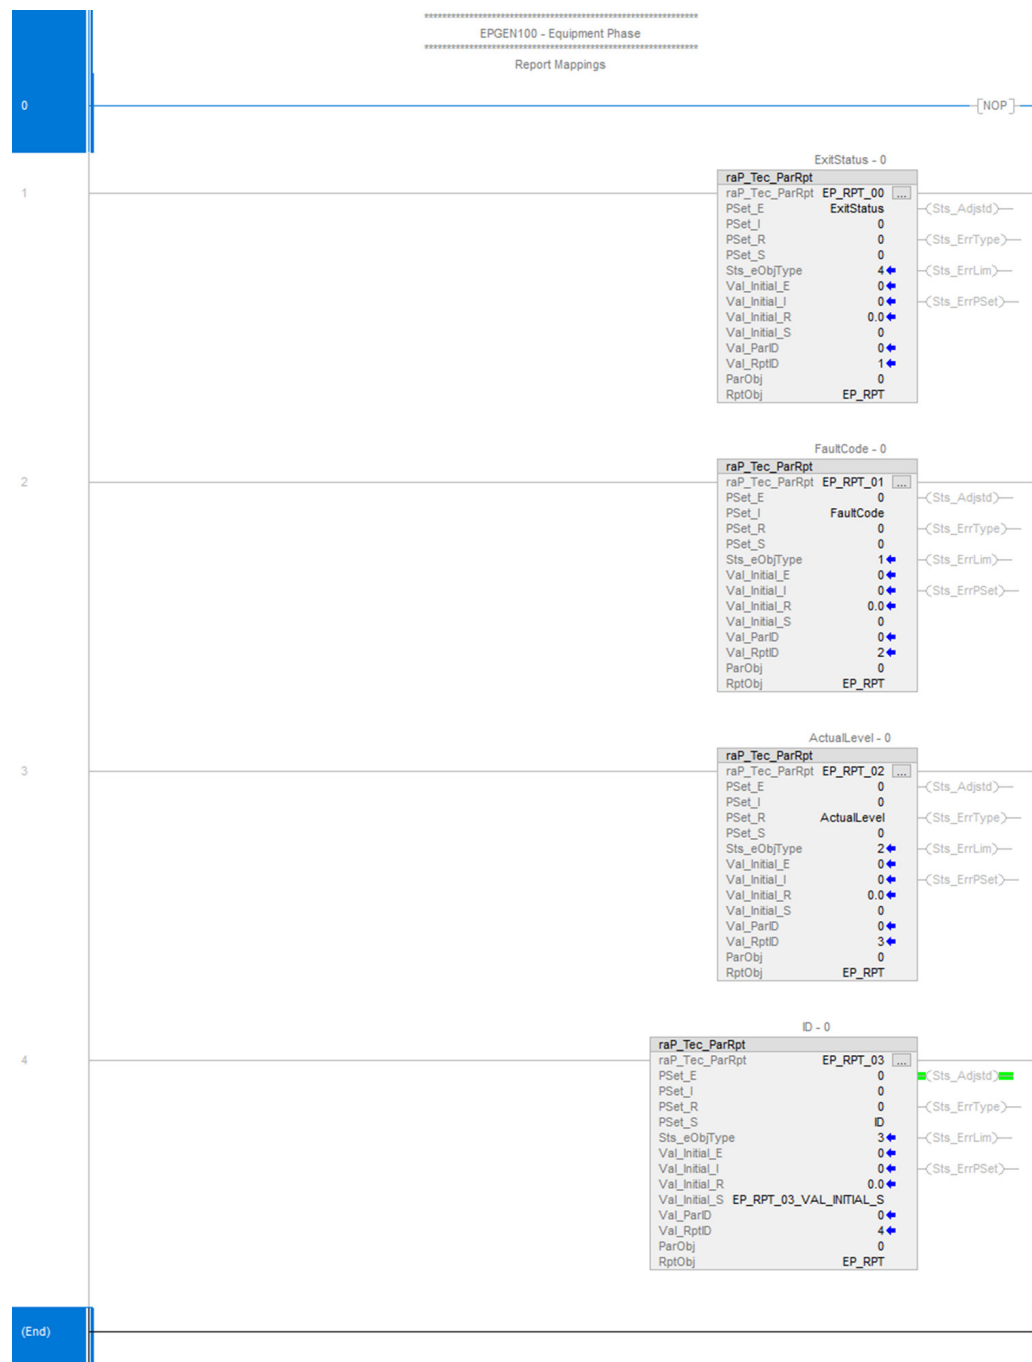 ************************************************************
EPGEN100 - Equipment Phase
************************************************************
Report Mappings
0
NOP
ExitStatus - 0
raP_Tec_ParRpt
1
raP_Tec_ParRpt EP_RPT_00 ...
PSet_E ExitStatus (Sts_Adjstd)
PSet_I 0
PSet_R 0 (Sts_ErrType)
PSet_S 0
Sts_eObjType 4 (Sts_ErrLim)
Val_Initial_E 0
Val_Initial_I 0 (Sts_ErrPSet)
Val_Initial_R 0.0
Val_Initial_S 0
Val_ParID 0
Val_RptID 1
ParObj 0
RptObj EP_RPT
FaultCode - 0
raP_Tec_ParRpt
2
raP_Tec_ParRpt EP_RPT_01 ...
PSet_E 0 (Sts_Adjstd)
PSet_I FaultCode
PSet_R 0 (Sts_ErrType)
PSet_S 0
Sts_eObjType 1 (Sts_ErrLim)
Val_Initial_E 0
Val_Initial_I 0 (Sts_ErrPSet)
Val_Initial_R 0.0
Val_Initial_S 0
Val_ParID 0
Val_RptID 2
ParObj 0
RptObj EP_RPT
ActualLevel - 0
raP_Tec_ParRpt
3
raP_Tec_ParRpt EP_RPT_02 ...
PSet_E 0 (Sts_Adjstd)
PSet_I 0
PSet_R ActualLevel (Sts_ErrType)
PSet_S 0
Sts_eObjType 2 (Sts_ErrLim)
Val_Initial_E 0
Val_Initial_I 0 (Sts_ErrPSet)
Val_Initial_R 0.0
Val_Initial_S 0
Val_ParID 0
Val_RptID 3
ParObj 0
RptObj EP_RPT
ID - 0
raP_Tec_ParRpt
4
raP_Tec_ParRpt EP_RPT_03 ...
PSet_E 0 (Sts_Adjstd)
PSet_I 0
PSet_R 0 (Sts_ErrType)
PSet_S ID
Sts_eObjType 3 (Sts_ErrLim)
Val_Initial_E 0
Val_Initial_I 0 (Sts_ErrPSet)
Val_Initial_R 0.0
Val_Initial_S EP_RPT_03_VAL_INITIAL_S
Val_ParID 0
Val_RptID 4
ParObj 0
RptObj EP_RPT
(End)